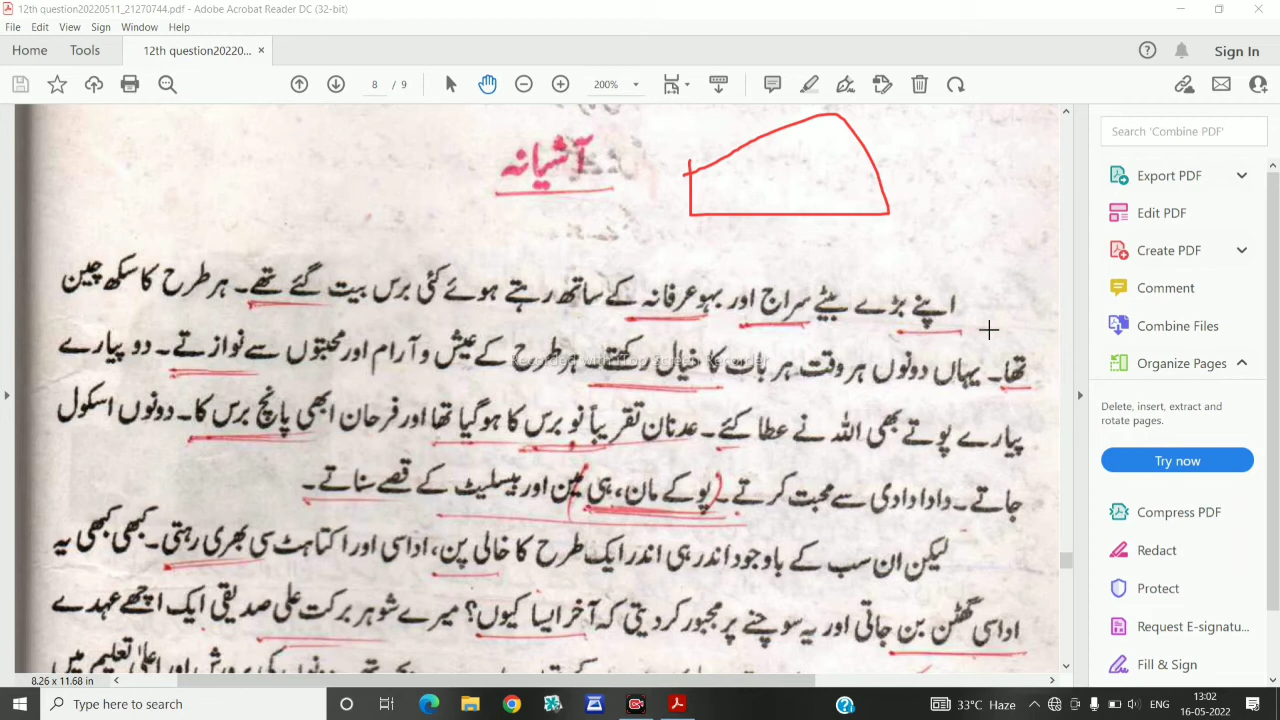 12th question20220511_21270744.pdf - Adobe Acrobat Reader DC (32-bit)
File Edit View Sign Window Help
Home Tools 12th question20220... × Sign In
8 / 9 200%
Search 'Combine PDF'
Export PDF
Edit PDF
Create PDF
Comment
Combine Files
Organize Pages
Delete, insert, extract and
rotate pages.
Try now
Compress PDF
Redact
Protect
Request E-signatu...
Fill & Sign
آشیانہ
اپنے بڑے بیٹے سراج اور بہو عرفانہ کے ساتھ رہتے ہوئے کئی برس بیت گئے تھے۔ ہر طرح کا سکھ چین
تھا۔ یہاں دونوں ہر وقت ہر بات کا خیال رکھتے۔ ہر طرح کے عیش و آرام اور محبتوں سے نوازتے۔ دو پیارے
پیارے پوتے بھی اللہ نے عطا کئے۔ عدنان تقریباً نو برس کا ہوگیا تھا اور فرحان ابھی پانچ برس کا۔ دونوں اسکول
جاتے۔ دادا دادی سے محبت کرتے۔ پوکے مان، ہی مین اور بیسلیٹ کے قصے سناتے۔
لیکن ان سب کے باوجود اندر ہی اندر ایک طرح کا خالی پن، اداسی اور اکتاہٹ سی بھری رہتی۔ کبھی کبھی یہ
اداسی گھٹن بن جاتی اور یہ سوچنے پر مجبور کردیتی کہ آخر ایسا کیوں؟ میرے شوہر برکت علی صدیقی ایک اچھے عہدے
Recorded with iTop Screen Recorder
8.26 x 11.68 in
Type here to search
33°C Haze ENG 13:02
16-05-2022